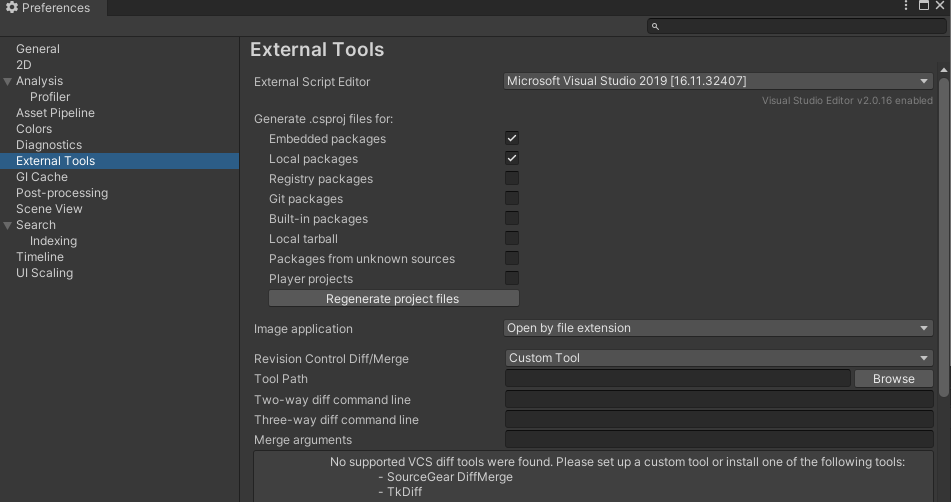 Preferences
General
2D
Analysis
Profiler
Asset Pipeline
Colors
Diagnostics
External Tools
GI Cache
Post-processing
Scene View
Search
Indexing
Timeline
UI Scaling
External Tools
External Script Editor Microsoft Visual Studio 2019 [16.11.32407]
Visual Studio Editor v2.0.16 enabled
Generate .csproj files for:
Embedded packages
Local packages
Registry packages
Git packages
Built-in packages
Local tarball
Packages from unknown sources
Player projects
Regenerate project files
Image application Open by file extension
Revision Control Diff/Merge Custom Tool
Tool Path Browse
Two-way diff command line
Three-way diff command line
Merge arguments
No supported VCS diff tools were found. Please set up a custom tool or install one of the following tools:
- SourceGear DiffMerge
- TkDiff